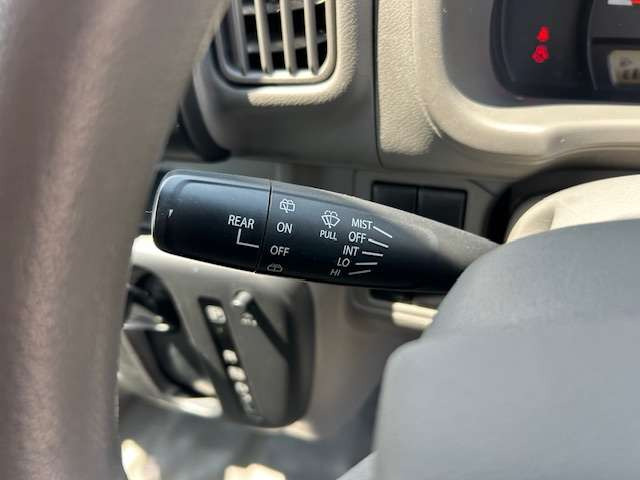 REAR
ON
OFF
PULL
MIST
OFF
INT
LO
HI
P